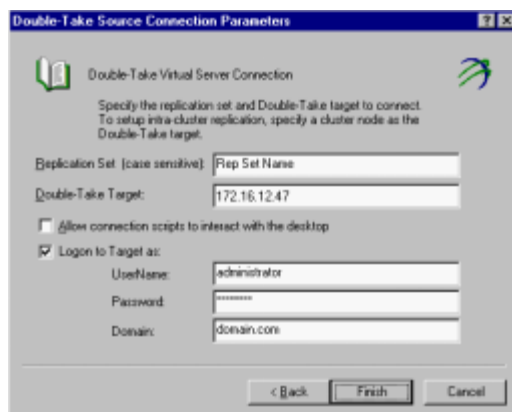 Double-Take Source Connection Parameters
Double-Take Virtual Server Connection
Specify the replication set and Double-Take target to connect.
To setup intra-cluster replication, specify a cluster node as the
Double-Take target.
Replication Set (case sensitive): Rep Set Name
Double-Take Target: 172.16.12.47
Allow connection scripts to interact with the desktop
Logon to Target as:
UserName: administrator
Password: ********
Domain: domain.com
< Back Finish Cancel